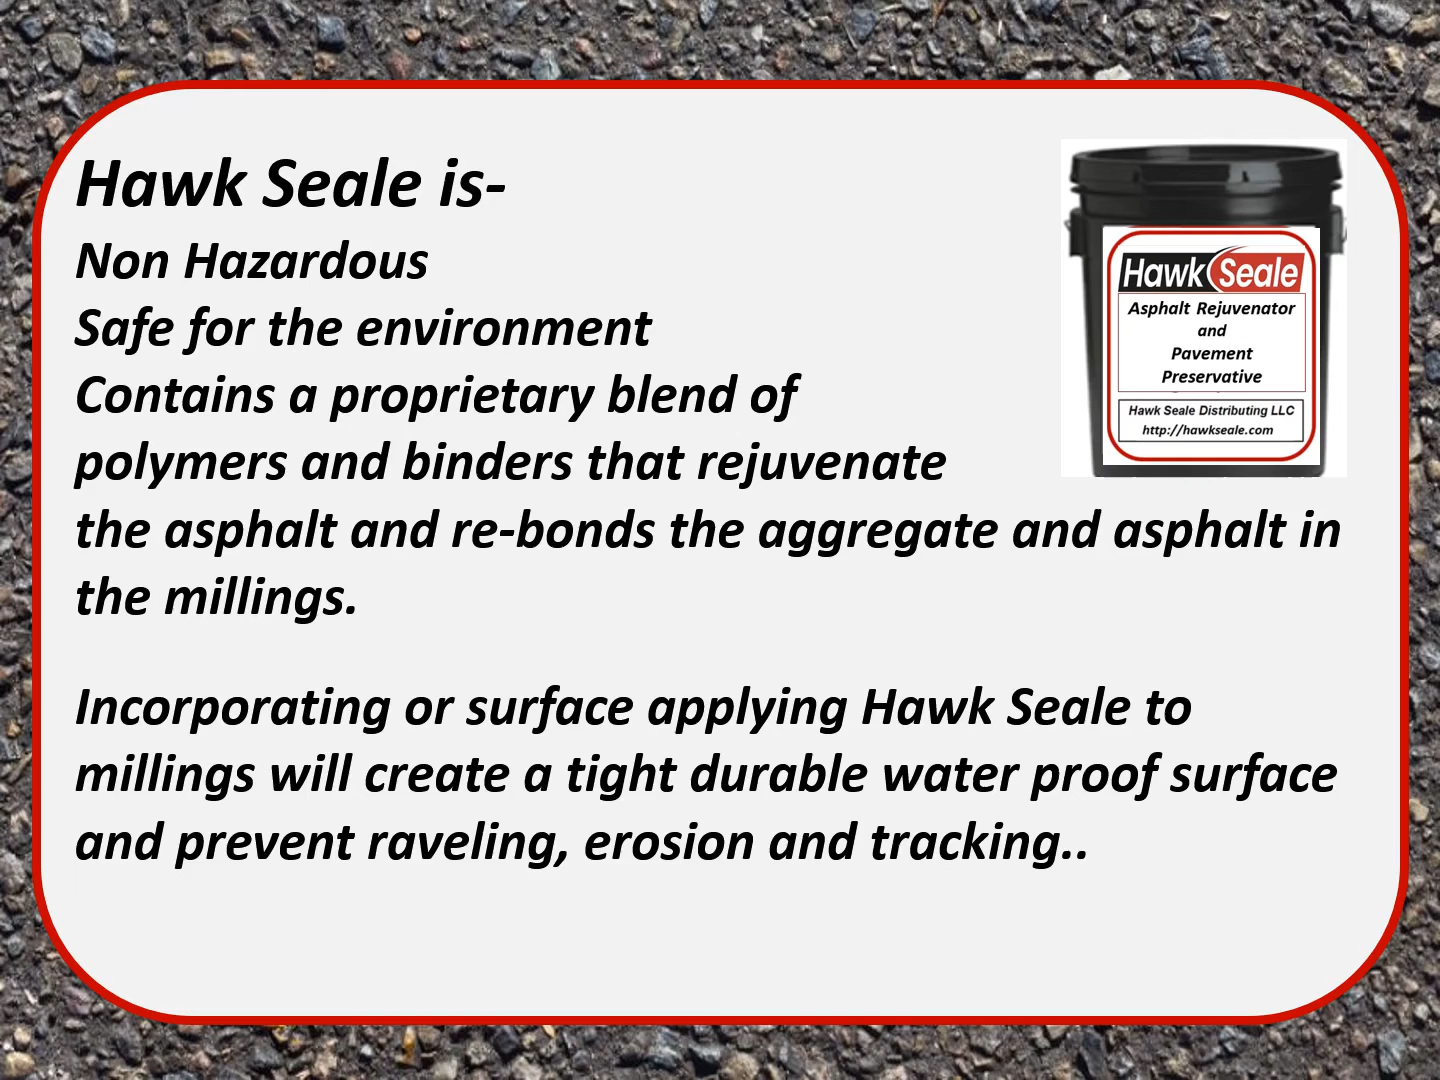 Hawk Seale is-
Non Hazardous
Safe for the environment
Contains a proprietary blend of
polymers and binders that rejuvenate
the asphalt and re-bonds the aggregate and asphalt in
the millings.
Incorporating or surface applying Hawk Seale to
millings will create a tight durable water proof surface
and prevent raveling, erosion and tracking..
Hawk Seale
Asphalt Rejuvenator
and
Pavement
Preservative
Hawk Seale Distributing LLC
http://hawkseale.com